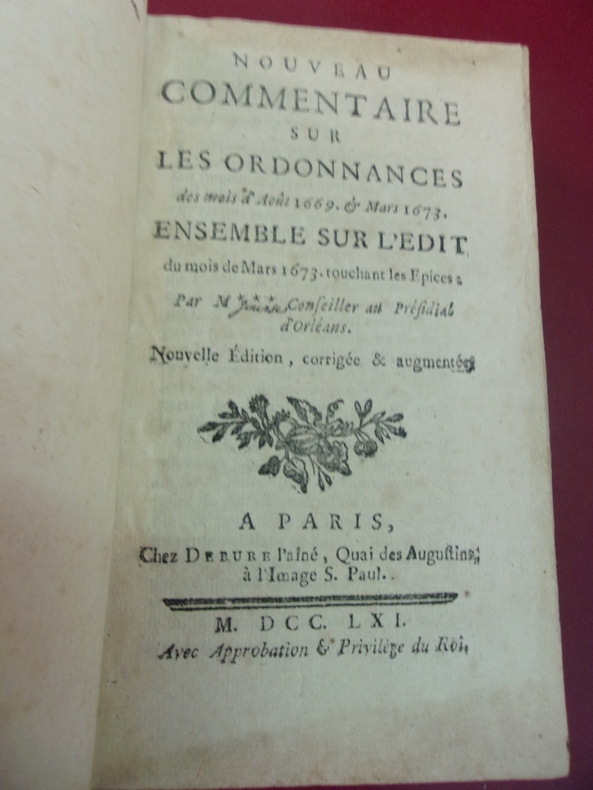 NOUVEAU
COMMENTAIRE
SUR
LES ORDONNANCES
des mois d'Août 1669. & Mars 1673.
ENSEMBLE SUR L'EDIT
du mois de Mars 1673. touchant les Epices.
Par M *** Conseiller au Présidial
d'Orléans.
Nouvelle Édition, corrigée & augmentée.
A PARIS,
Chez DEBURE l'aîné, Quai des Augustins,
à l'Image S. Paul.
M. DCC. LXI.
Avec Approbation & Privilége du Roi.